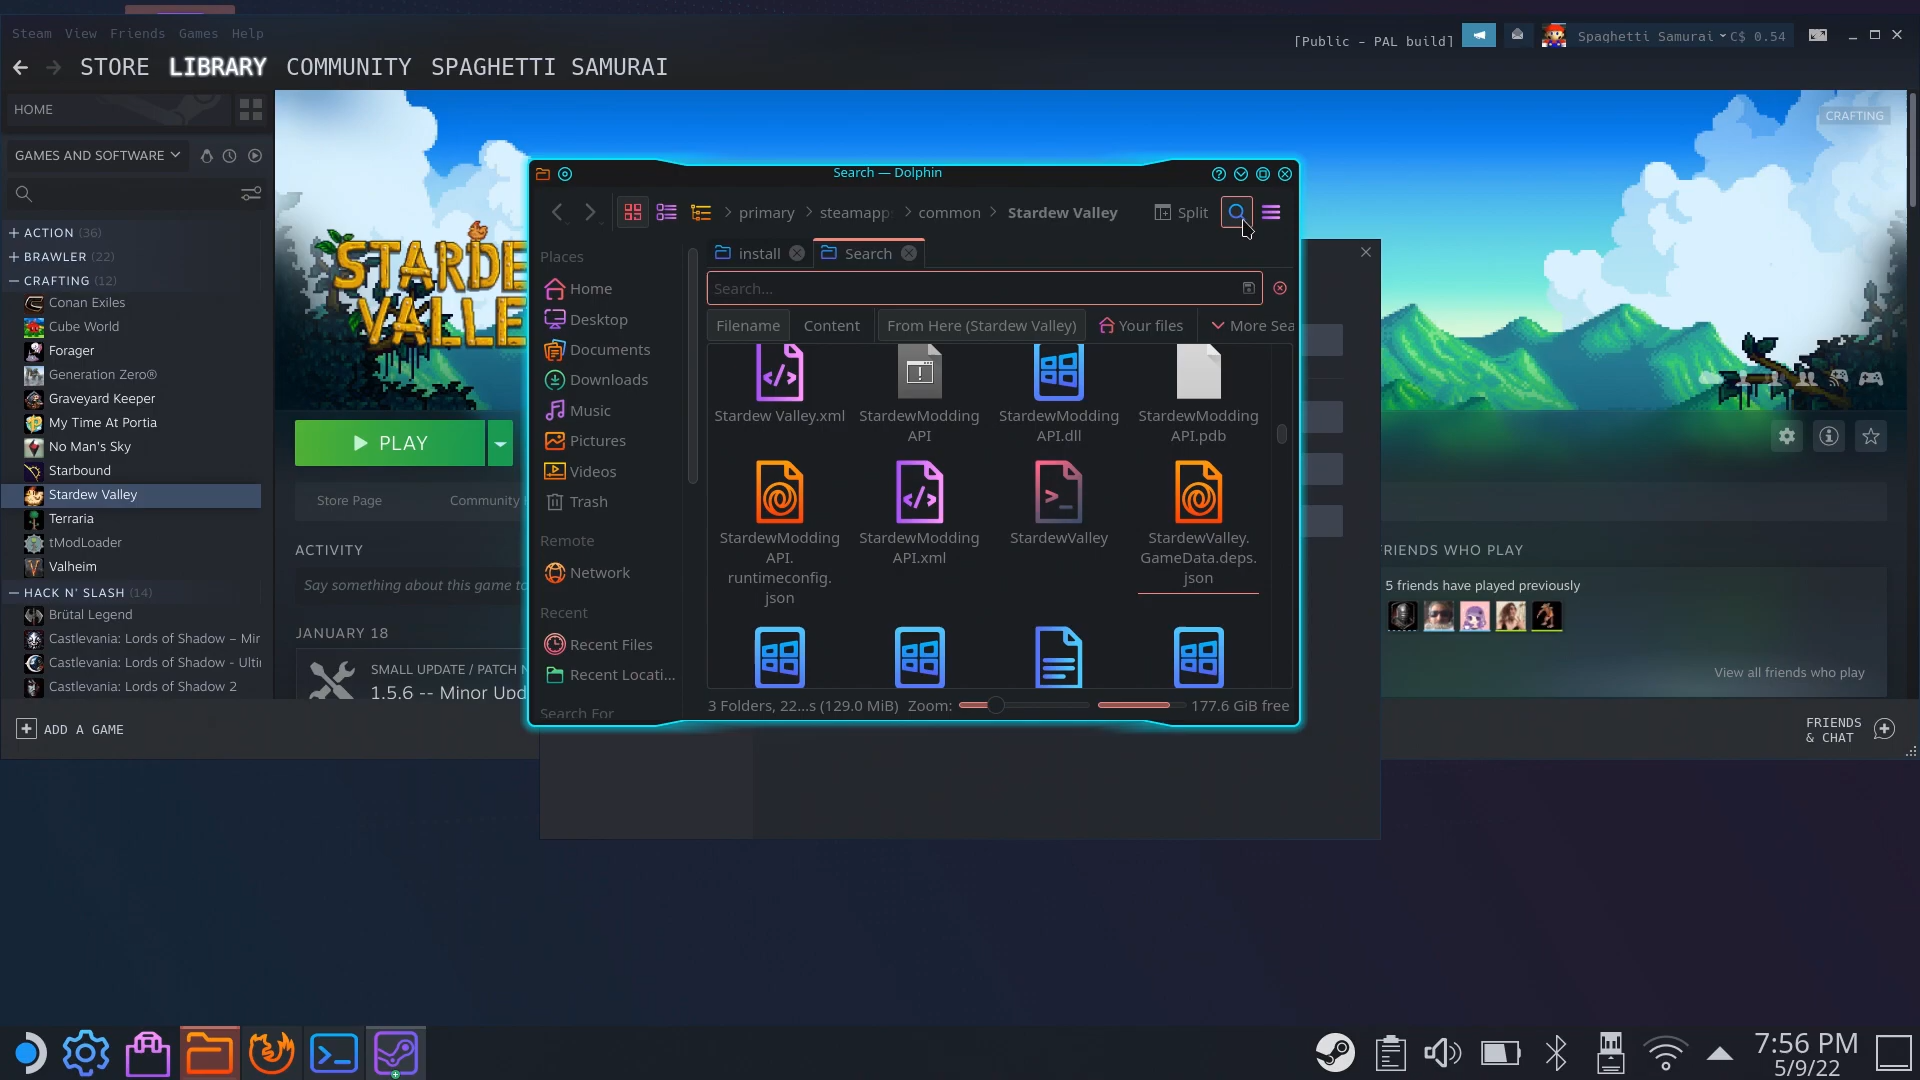 Steam View Friends Games Help
[Public - PAL build]
Spaghetti Samurai
C$ 0.54
STORE LIBRARY COMMUNITY SPAGHETTI SAMURAI
HOME
CRAFTING
GAMES AND SOFTWARE
+ ACTION (36)
+ BRAWLER (22)
— CRAFTING (12)
Conan Exiles
Cube World
Forager
Generation Zero®
Graveyard Keeper
My Time At Portia
No Man's Sky
Starbound
Stardew Valley
Terraria
tModLoader
Valheim
— HACK N' SLASH (14)
Brütal Legend
Castlevania: Lords of Shadow – Mir
Castlevania: Lords of Shadow - Ulti
Castlevania: Lords of Shadow 2
STARDE
VALLE
PLAY
Store Page
Community
ACTIVITY
Say something about this game to
JANUARY 18
SMALL UPDATE / PATCH N
1.5.6 -- Minor Upd
Search — Dolphin
primary > steamapp > common > Stardew Valley
Split
Places
Home
Desktop
Documents
Downloads
Music
Pictures
Videos
Trash
Remote
Network
Recent
Recent Files
Recent Locati...
Search For
install
Search
Search...
Filename
Content
From Here (Stardew Valley)
Your files
More Sea
Stardew Valley.xml
StardewModding
API
StardewModding
API.dll
StardewModding
API.pdb
StardewModding
API.
runtimeconfig.
json
StardewModding
API.xml
StardewValley
StardewValley.
GameData.deps.
json
3 Folders, 22...s (129.0 MiB)
Zoom:
177.6 GiB free
RIENDS WHO PLAY
5 friends have played previously
View all friends who play
ADD A GAME
FRIENDS
& CHAT
7:56 PM
5/9/22